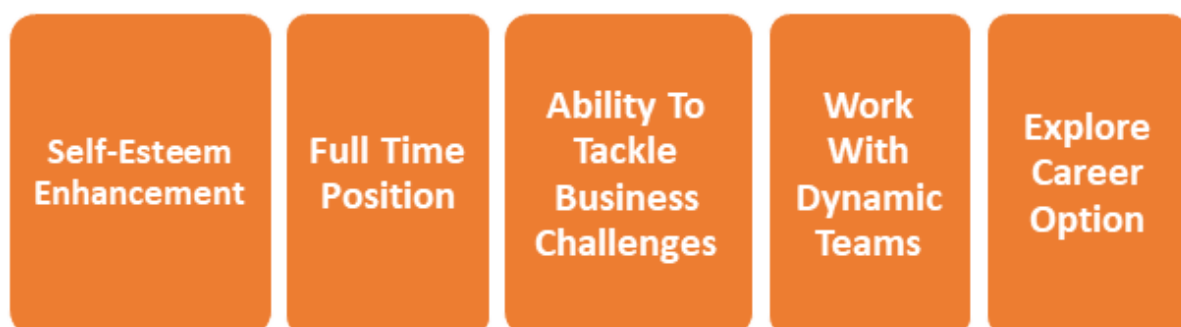 Self-Esteem
Enhancement
Full Time
Position
Ability To
Tackle
Business
Challenges
Work
With
Dynamic
Teams
Explore
Career
Option